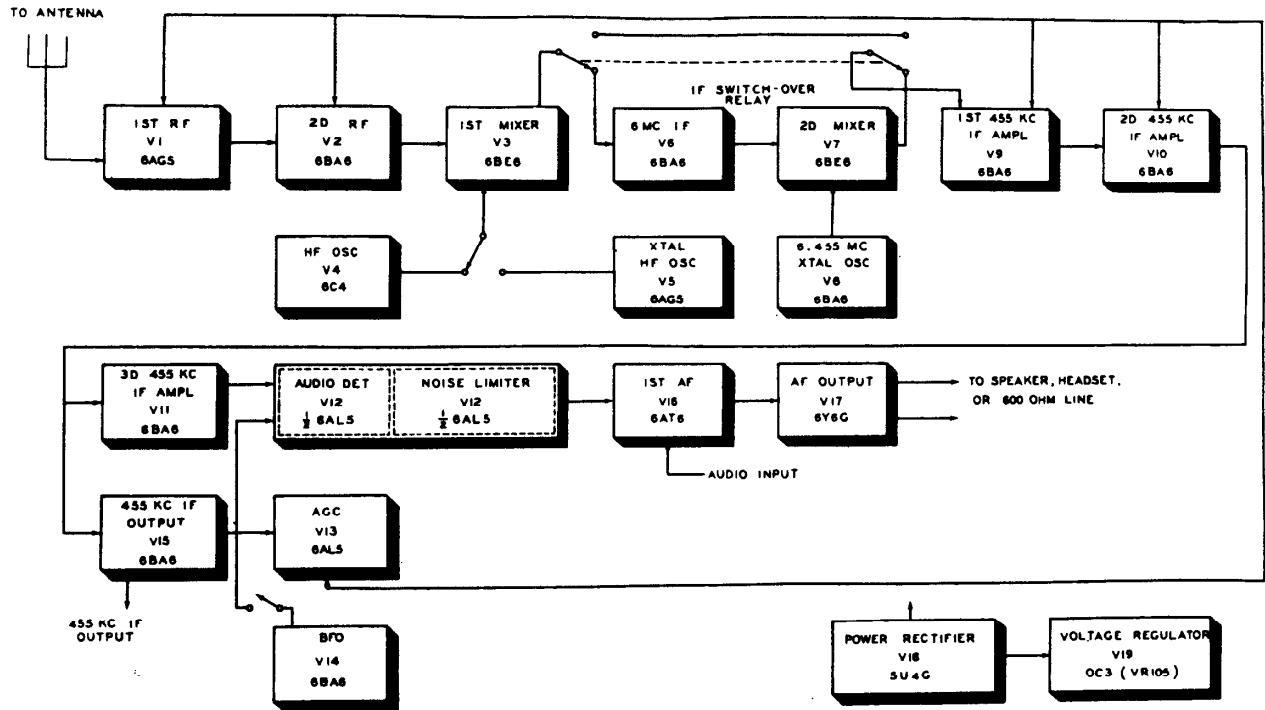 TO ANTENNA
1ST RF
V1
6AG5
2D RF
V2
6BA6
1ST MIXER
V3
6BE6
IF SWITCH-OVER
RELAY
6MC IF
V6
6BA6
2D MIXER
V7
6BE6
1ST 455 KC
IF AMPL
V9
6BA6
2D 455 KC
IF AMPL
V10
6BA6
HF OSC
V4
6C4
XTAL
HF OSC
V5
6AG5
6.455 MC
XTAL OSC
V8
6BA6
3D 455 KC
IF AMPL
V11
6BA6
AUDIO DET
V12
1/2 6AL5
NOISE LIMITER
V12
1/2 6AL5
1ST AF
V16
6AT6
AF OUTPUT
V17
6Y6G
TO SPEAKER, HEADSET,
OR 600 OHM LINE
AUDIO INPUT
455 KC IF
OUTPUT
V15
6BA6
AGC
V13
6AL5
455 KC IF
OUTPUT
BFO
V14
6BA6
POWER RECTIFIER
V18
5U4G
VOLTAGE REGULATOR
V19
OC3 (VR105)